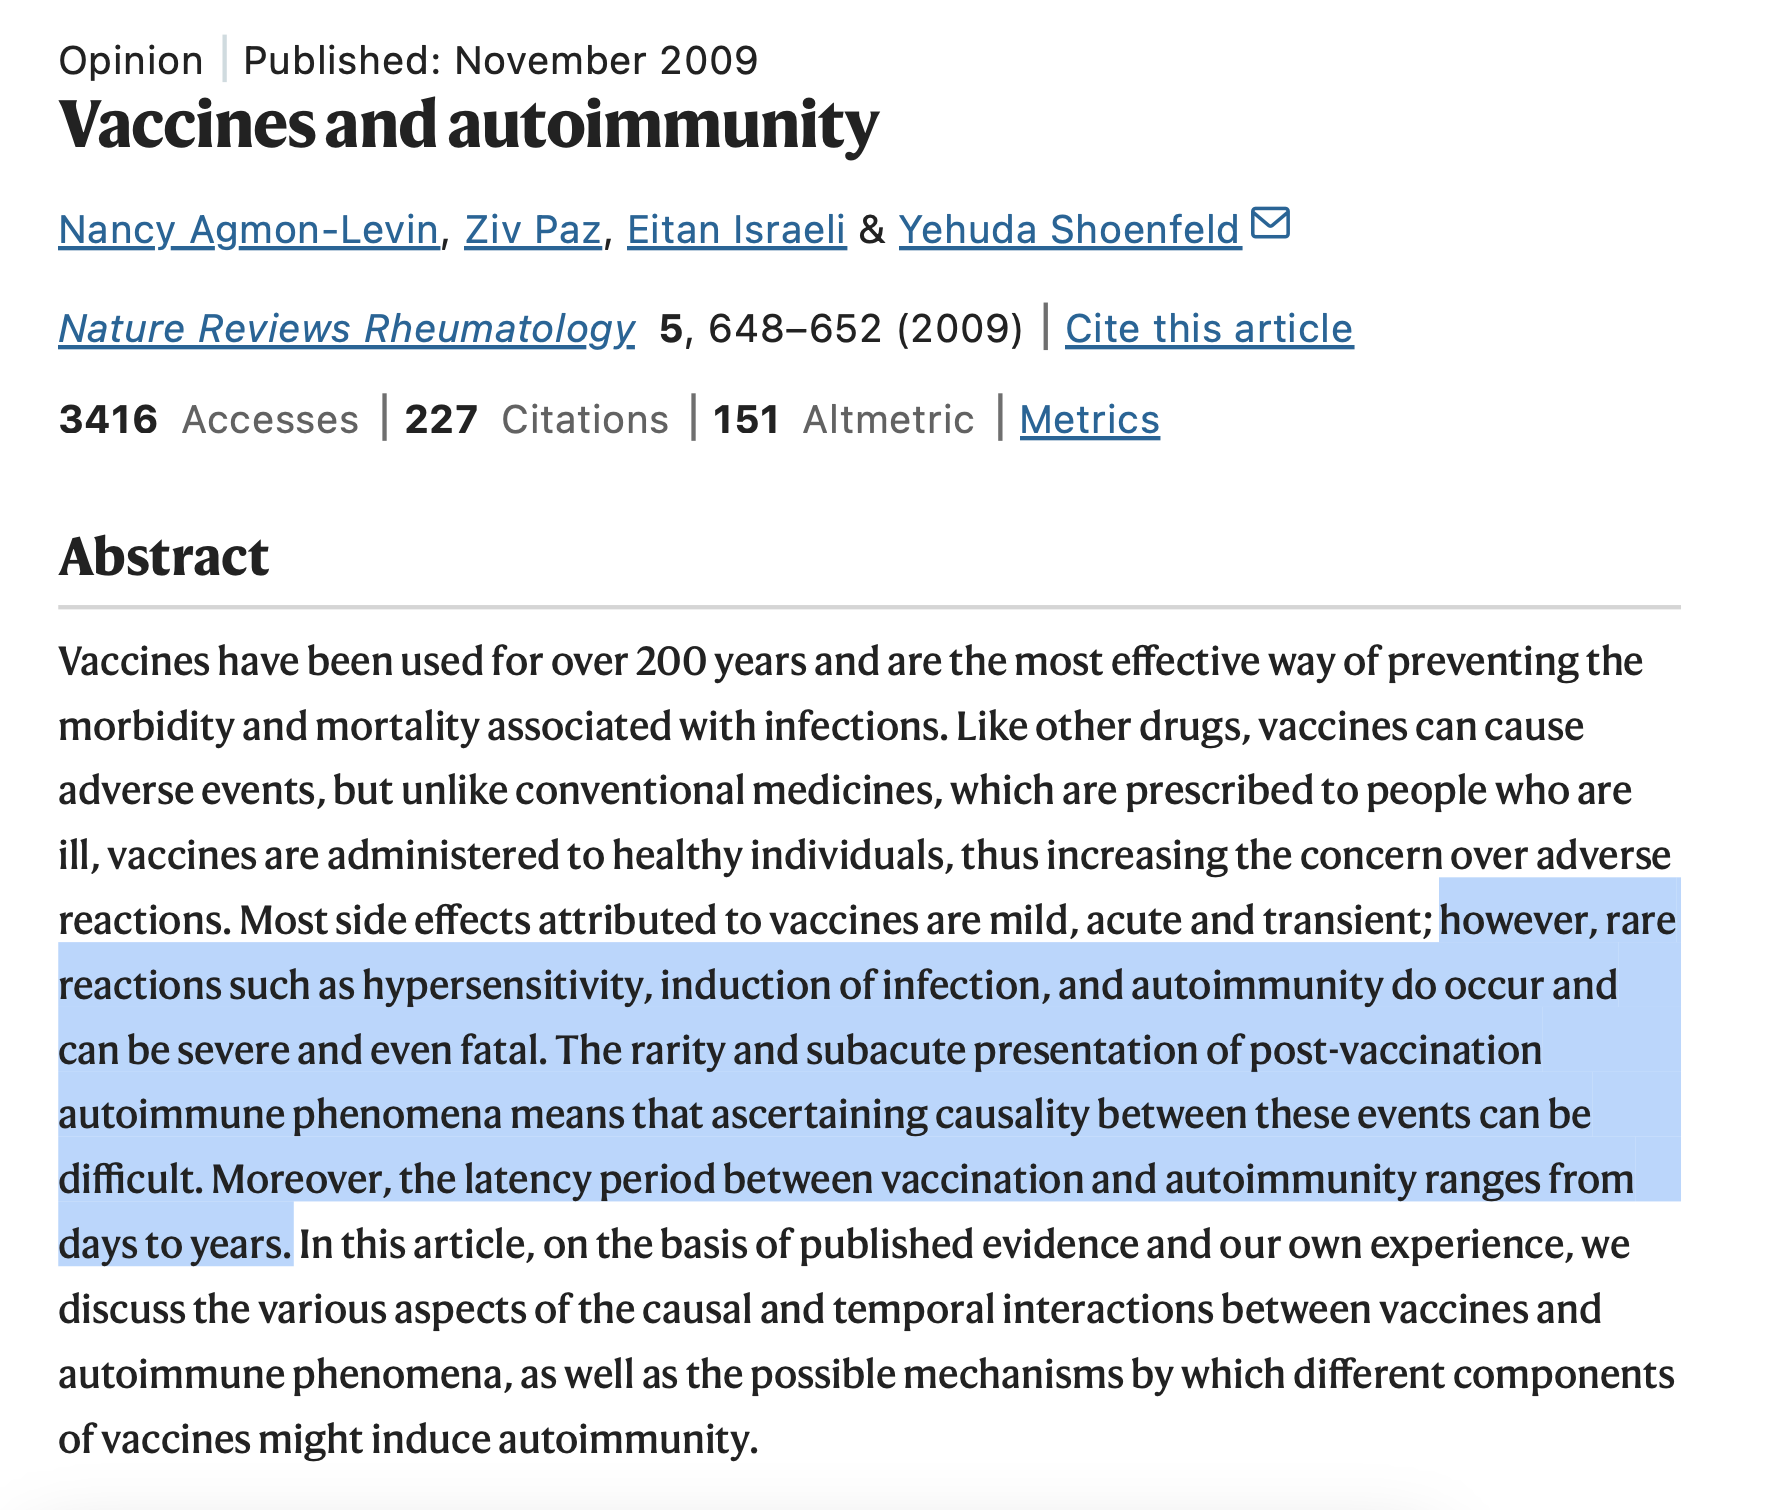 Opinion | Published: November 2009
Vaccines and autoimmunity
Nancy Agmon-Levin, Ziv Paz, Eitan Israeli & Yehuda Shoenfeld
Nature Reviews Rheumatology 5, 648–652 (2009) | Cite this article
3416 Accesses | 227 Citations | 151 Altmetric | Metrics
Abstract
Vaccines have been used for over 200 years and are the most effective way of preventing the
morbidity and mortality associated with infections. Like other drugs, vaccines can cause
adverse events, but unlike conventional medicines, which are prescribed to people who are
ill, vaccines are administered to healthy individuals, thus increasing the concern over adverse
reactions. Most side effects attributed to vaccines are mild, acute and transient; however, rare
reactions such as hypersensitivity, induction of infection, and autoimmunity do occur and
can be severe and even fatal. The rarity and subacute presentation of post-vaccination
autoimmune phenomena means that ascertaining causality between these events can be
difficult. Moreover, the latency period between vaccination and autoimmunity ranges from
days to years. In this article, on the basis of published evidence and our own experience, we
discuss the various aspects of the causal and temporal interactions between vaccines and
autoimmune phenomena, as well as the possible mechanisms by which different components
of vaccines might induce autoimmunity.